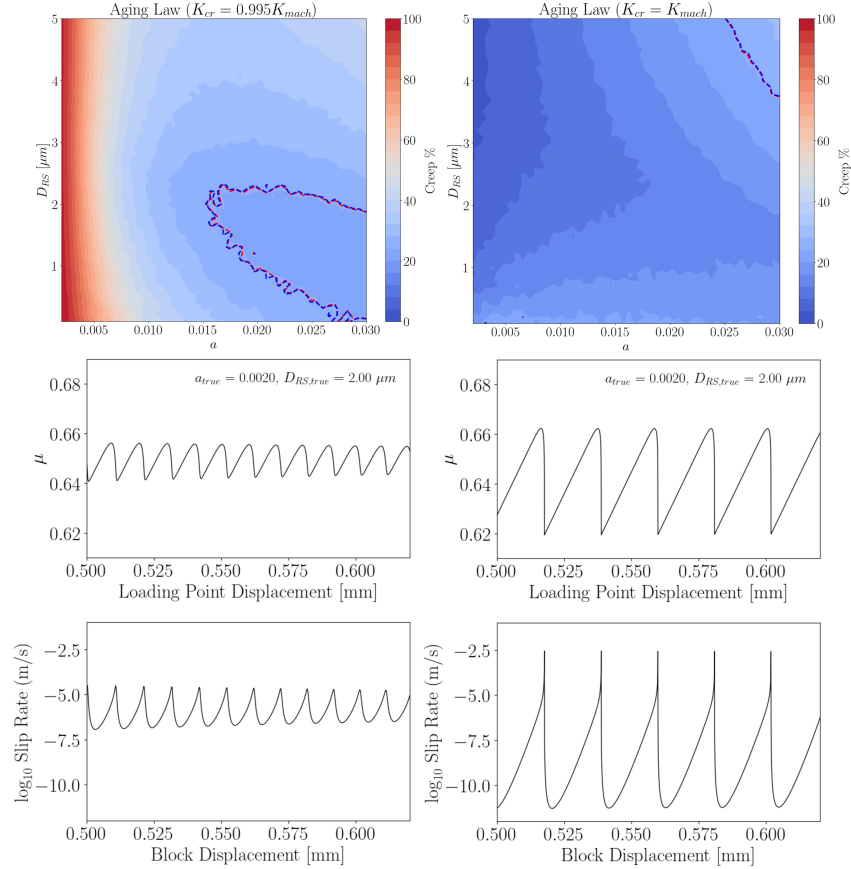 Aging Law (K_cr = 0.995K_mach)
Aging Law (K_cr = K_mach)
5
4
3
2
1
D_RS [μm]
0.005 0.010 0.015 0.020 0.025 0.030
a
100
80
60
40
20
0
Creep %
5
4
3
2
1
D_RS [μm]
0.005 0.010 0.015 0.020 0.025 0.030
a
100
80
60
40
20
0
Creep %
a_true = 0.0020, D_RS,true = 2.00 μm
0.68
0.66
0.64
0.62
μ
0.500 0.525 0.550 0.575 0.600
Loading Point Displacement [mm]
a_true = 0.0020, D_RS,true = 2.00 μm
0.68
0.66
0.64
0.62
μ
0.500 0.525 0.550 0.575 0.600
Loading Point Displacement [mm]
−2.5
−5.0
−7.5
−10.0
log₁₀ Slip Rate (m/s)
0.500 0.525 0.550 0.575 0.600
Block Displacement [mm]
−2.5
−5.0
−7.5
−10.0
log₁₀ Slip Rate (m/s)
0.500 0.525 0.550 0.575 0.600
Block Displacement [mm]